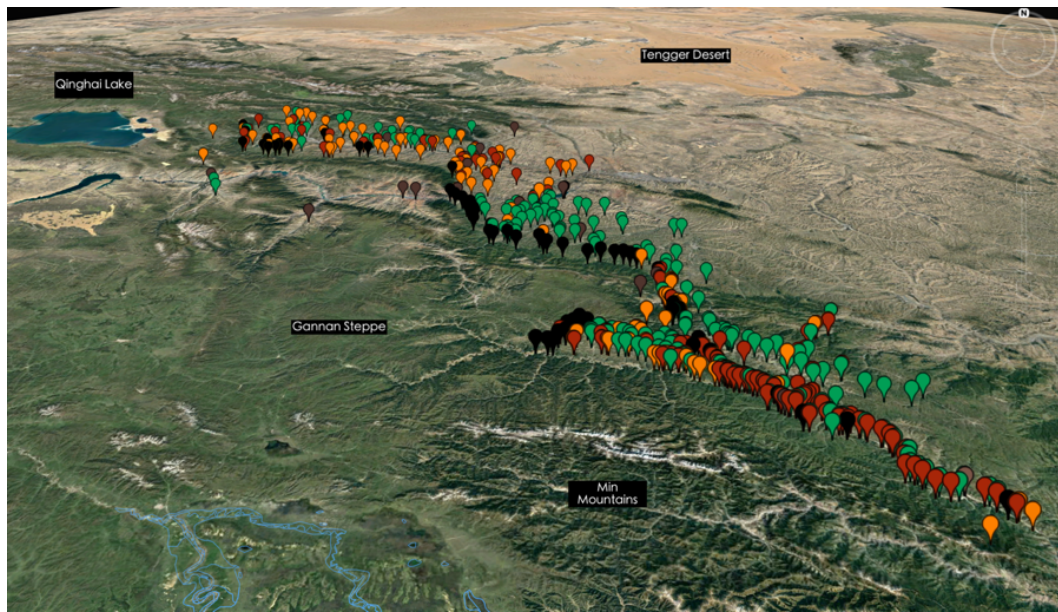 N
Tengger Desert
Qinghai Lake
Gannan Steppe
Min
Mountains